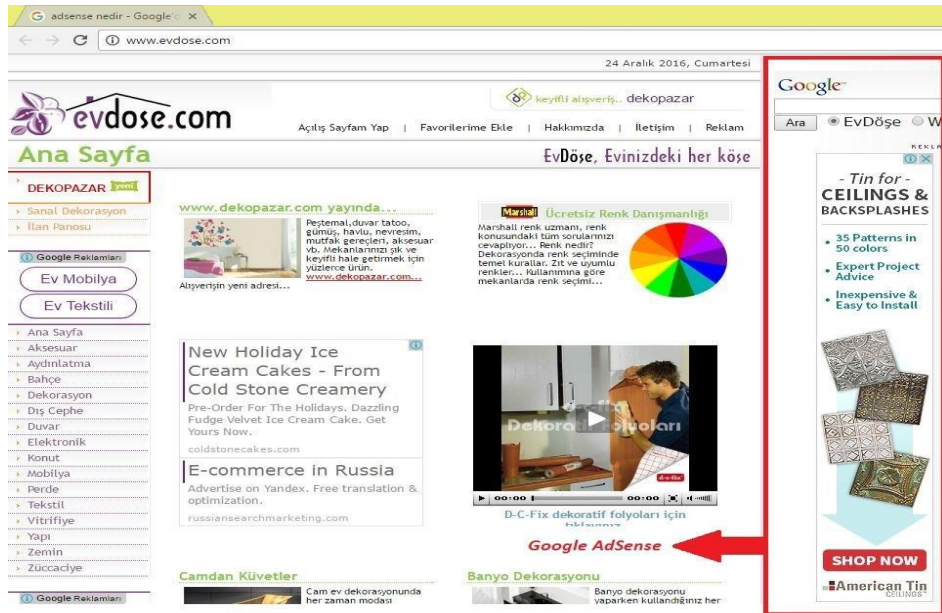 adsense nedir - Google'c
www.evdose.com
24 Aralık 2016, Cumartesi
evdose.com
keyifli alışveriş.. dekopazar
Açılış Sayfam Yap | Favorilerime Ekle | Hakkımızda | İletişim | Reklam
Ana Sayfa
EvDöşe, Evinizdeki her köşe
DEKOPAZAR yeni
Sanal Dekorasyon
İlan Panosu
Google Reklamları
Ev Mobilya
Ev Tekstili
Ana Sayfa
Aksesuar
Aydınlatma
Bahçe
Dekorasyon
Dış Cephe
Duvar
Elektronik
Konut
Mobilya
Perde
Tekstil
Vitrifiye
Yapı
Zemin
Züccaciye
Google Reklamları
www.dekopazar.com yayında...
Peştemal,duvar tatoo,
gümüş, havlu, nevresim,
mutfak gereçleri, aksesuar
vb. Mekanlarınızı şık ve
keyifli hale getirmek için
yüzlerce ürün.
www.dekopazar.com...
Alışverişin yeni adresi...
Marshall Ücretsiz Renk Danışmanlığı
Marshall renk uzmanı, renk
konusundaki tüm sorularınızı
cevaplıyor... Renk nedir?
Dekorasyonda renk seçiminde
temel kurallar. Zıt ve uyumlu
renkler... Kullanımına göre
mekanlarda renk seçimi...
New Holiday Ice
Cream Cakes - From
Cold Stone Creamery
Pre-Order For The Holidays. Dazzling
Fudge Velvet Ice Cream Cake. Get
Yours Now.
coldstonecakes.com
E-commerce in Russia
Advertise on Yandex. Free translation &
optimization.
russiansearchmarketing.com
d-c-fix
Dekoratif Folyoları
d-c-fix
00:00 00:00
D-C-Fix dekoratif folyoları için
tıklayınız
Google AdSense
Camdan Küvetler
Cam ev dekorasyonunda
her zaman modası
Banyo Dekorasyonu
Banyo dekorasyonu
yaparken kullandığınız her
Google
Ara EvDöşe W
REKLA
- Tin for -
CEILINGS &
BACKSPLASHES
35 Patterns in
50 colors
Expert Project
Advice
Inexpensive &
Easy to Install
SHOP NOW
American Tin
CEILINGS